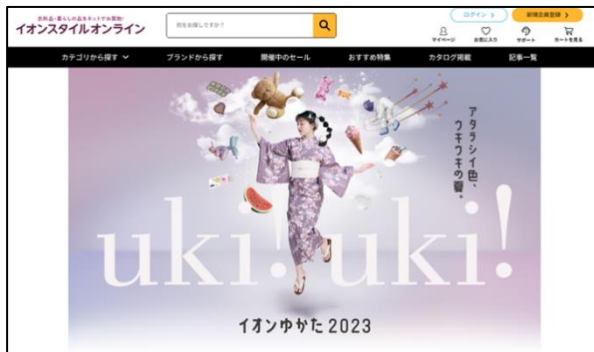 衣料品・暮らしの品をネットでお買物!
イオンスタイルオンライン
何をお探しですか?
ログイン >
新規会員登録 >
マイページ
お気に入り
サポート
カートを見る
カテゴリから探す
ブランドから探す
開催中のセール
おすすめ特集
カタログ掲載
記事一覧
アタラシイ色、
ウキウキの夏。
uki! uki!
イオンゆかた 2023